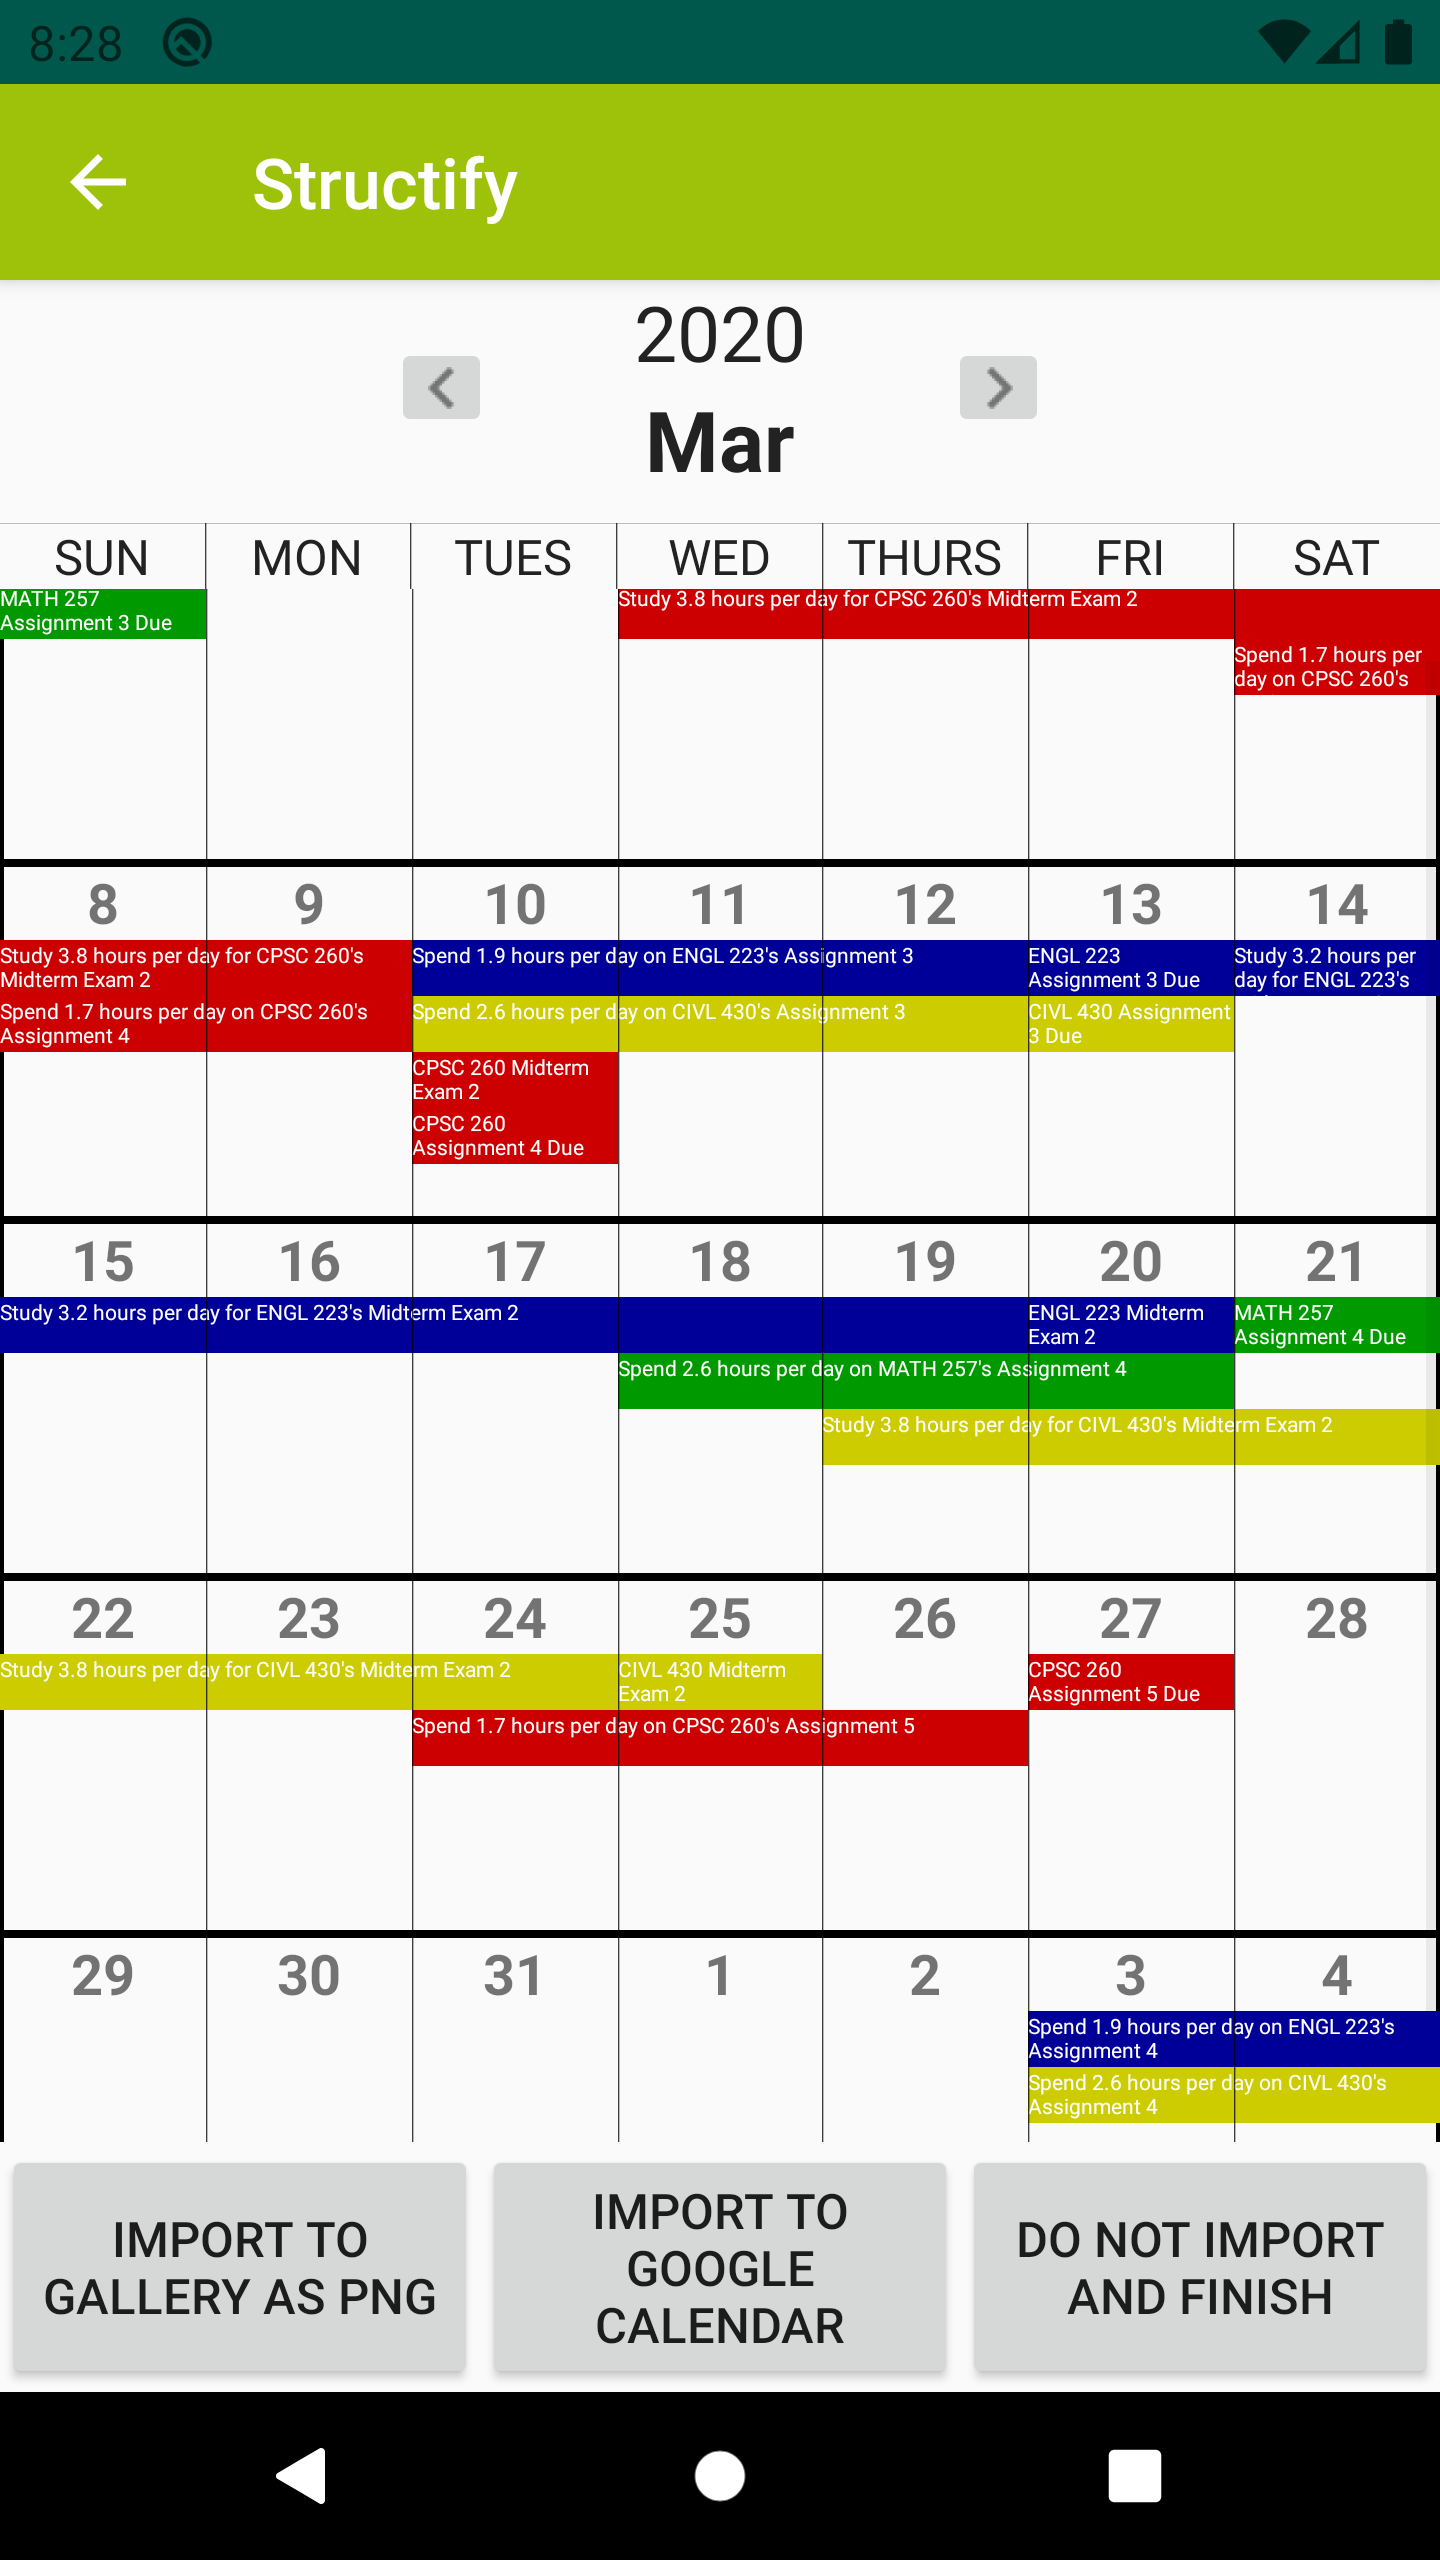 8:28
Structify
2020
Mar
SUN MON TUES WED THURS FRI SAT
MATH 257
Assignment 3 Due
Study 3.8 hours per day for CPSC 260's Midterm Exam 2
Spend 1.7 hours per
day on CPSC 260's
8 9 10 11 12 13 14
Study 3.8 hours per day for CPSC 260's
Midterm Exam 2
Spend 1.9 hours per day on ENGL 223's Assignment 3
ENGL 223
Assignment 3 Due
Study 3.2 hours per
day for ENGL 223's
Spend 1.7 hours per day on CPSC 260's
Assignment 4
Spend 2.6 hours per day on CIVL 430's Assignment 3
CIVL 430 Assignment
3 Due
CPSC 260 Midterm
Exam 2
CPSC 260
Assignment 4 Due
15 16 17 18 19 20 21
Study 3.2 hours per day for ENGL 223's Midterm Exam 2
ENGL 223 Midterm
Exam 2
MATH 257
Assignment 4 Due
Spend 2.6 hours per day on MATH 257's Assignment 4
Study 3.8 hours per day for CIVL 430's Midterm Exam 2
22 23 24 25 26 27 28
Study 3.8 hours per day for CIVL 430's Midterm Exam 2
CIVL 430 Midterm
Exam 2
CPSC 260
Assignment 5 Due
Spend 1.7 hours per day on CPSC 260's Assignment 5
29 30 31 1 2 3 4
Spend 1.9 hours per day on ENGL 223's
Assignment 4
Spend 2.6 hours per day on CIVL 430's
Assignment 4
IMPORT TO
GALLERY AS PNG
IMPORT TO
GOOGLE
CALENDAR
DO NOT IMPORT
AND FINISH